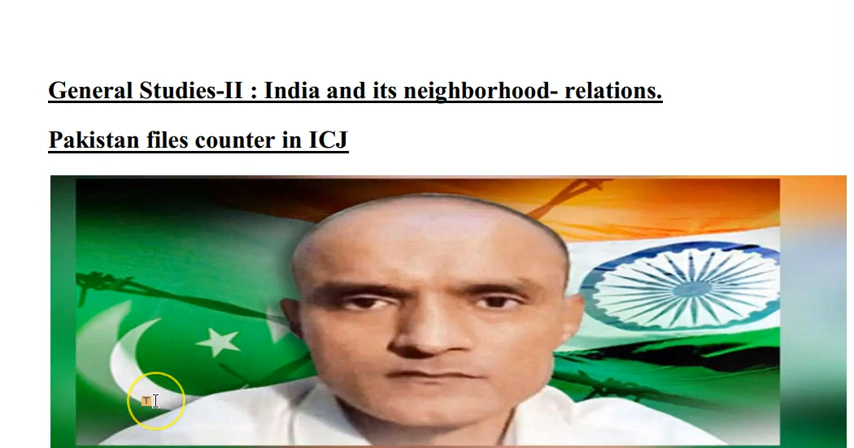 General Studies-II : India and its neighborhood- relations.
Pakistan files counter in ICJ